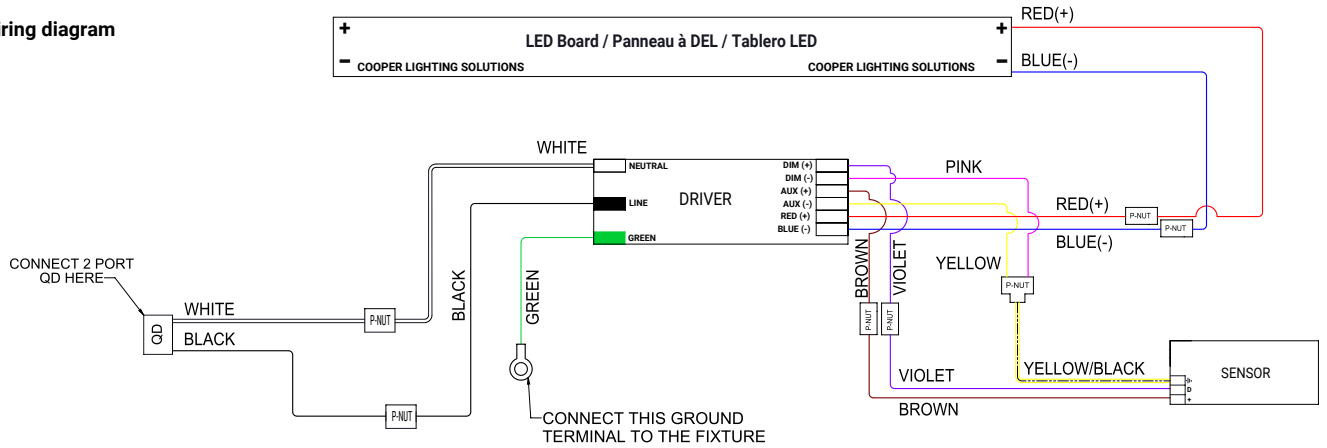 iring diagram
RED(+)
+ LED Board / Panneau à DEL / Tablero LED +
- COOPER LIGHTING SOLUTIONS COOPER LIGHTING SOLUTIONS -
BLUE(-)
WHITE
NEUTRAL
LINE
GREEN
DRIVER
DIM (+)
DIM (-)
AUX (+)
AUX (-)
RED (+)
BLUE (-)
PINK
RED(+)
P-NUT
P-NUT
BLUE(-)
BROWN
VIOLET
YELLOW
P-NUT
CONNECT 2 PORT
QD HERE
WHITE
QD
BLACK
P-NUT
BLACK
GREEN
P-NUT
P-NUT
P-NUT
CONNECT THIS GROUND
TERMINAL TO THE FIXTURE
YELLOW/BLACK
VIOLET
BROWN
D
+
SENSOR